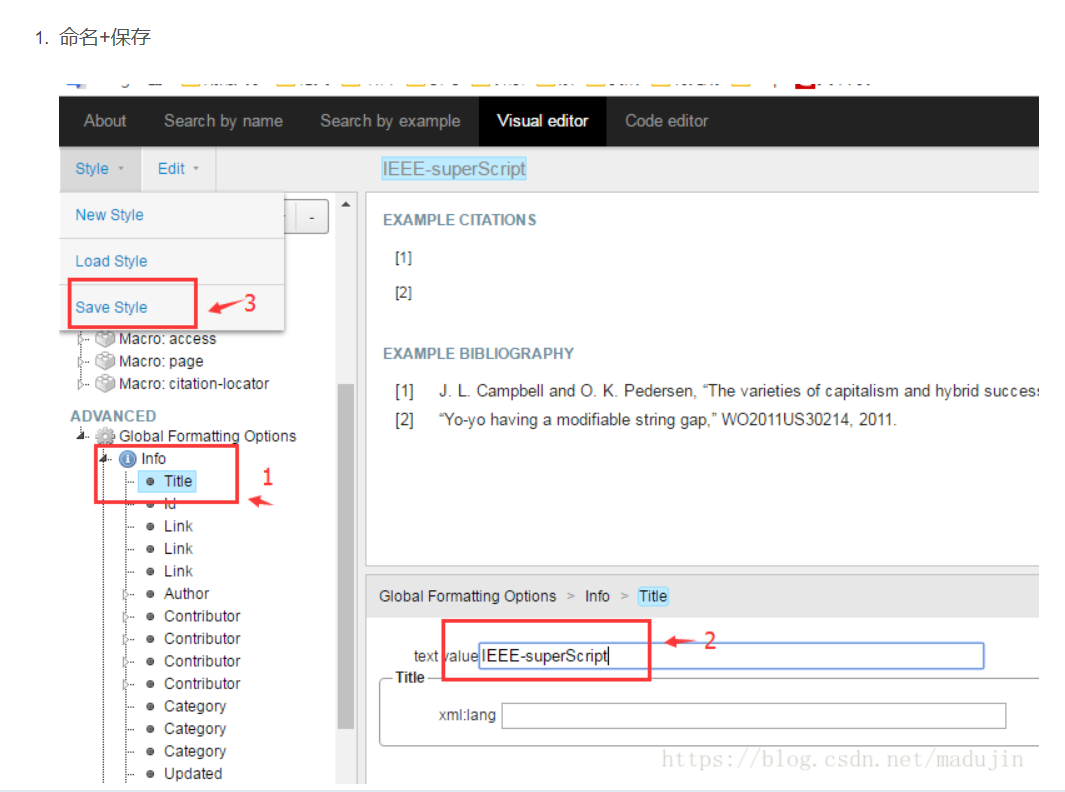 1. 命名+保存
About Search by name Search by example Visual editor Code editor
Style Edit IEEE-superScript
New Style -
Load Style
Save Style 3
Macro: access
Macro: page
Macro: citation-locator
ADVANCED
Global Formatting Options
Info
Title 1
Id
Link
Link
Link
Author
Contributor
Contributor
Contributor
Contributor
Category
Category
Category
Updated
EXAMPLE CITATIONS
[1]
[2]
EXAMPLE BIBLIOGRAPHY
[1] J. L. Campbell and O. K. Pedersen, “The varieties of capitalism and hybrid success
[2] “Yo-yo having a modifiable string gap,” WO2011US30214, 2011.
Global Formatting Options > Info > Title
text value IEEE-superScript 2
Title
xml:lang
https://blog.csdn.net/madujin